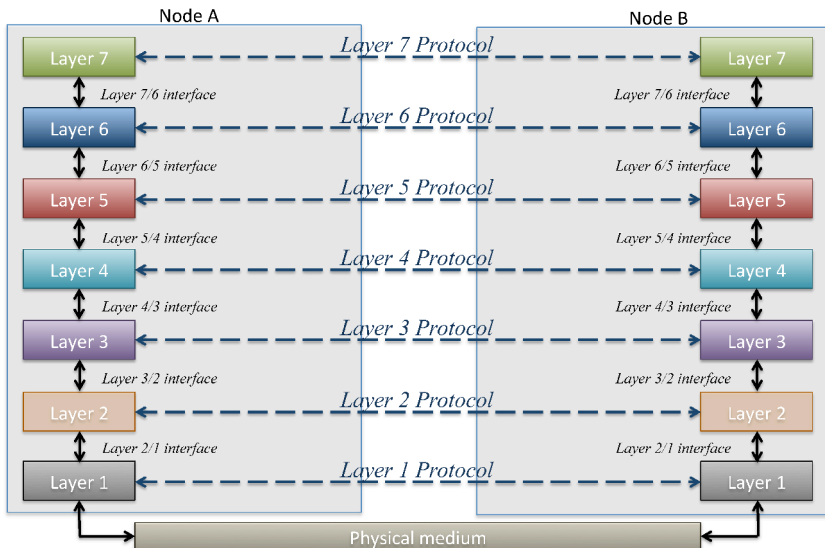 Node A
Node B
Layer 7
Layer 7 Protocol
Layer 7
Layer 7/6 interface
Layer 7/6 interface
Layer 6
Layer 6 Protocol
Layer 6
Layer 6/5 interface
Layer 6/5 interface
Layer 5
Layer 5 Protocol
Layer 5
Layer 5/4 interface
Layer 5/4 interface
Layer 4
Layer 4 Protocol
Layer 4
Layer 4/3 interface
Layer 4/3 interface
Layer 3
Layer 3 Protocol
Layer 3
Layer 3/2 interface
Layer 3/2 interface
Layer 2
Layer 2 Protocol
Layer 2
Layer 2/1 interface
Layer 2/1 interface
Layer 1
Layer 1 Protocol
Layer 1
Physical medium